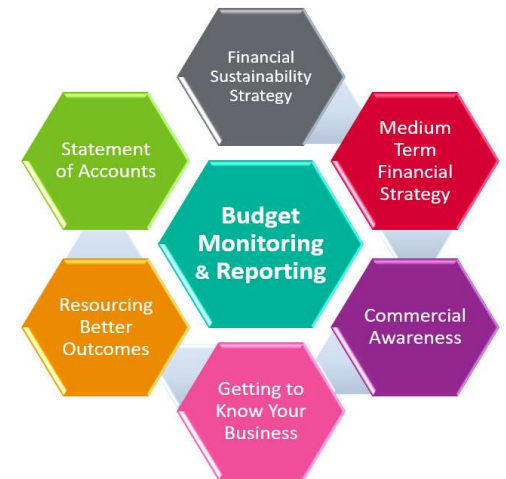 Financial
Sustainability
Strategy
Medium
Term
Financial
Strategy
Statement
of Accounts
Budget
Monitoring
& Reporting
Commercial
Awareness
Resourcing
Better
Outcomes
Getting to
Know Your
Business